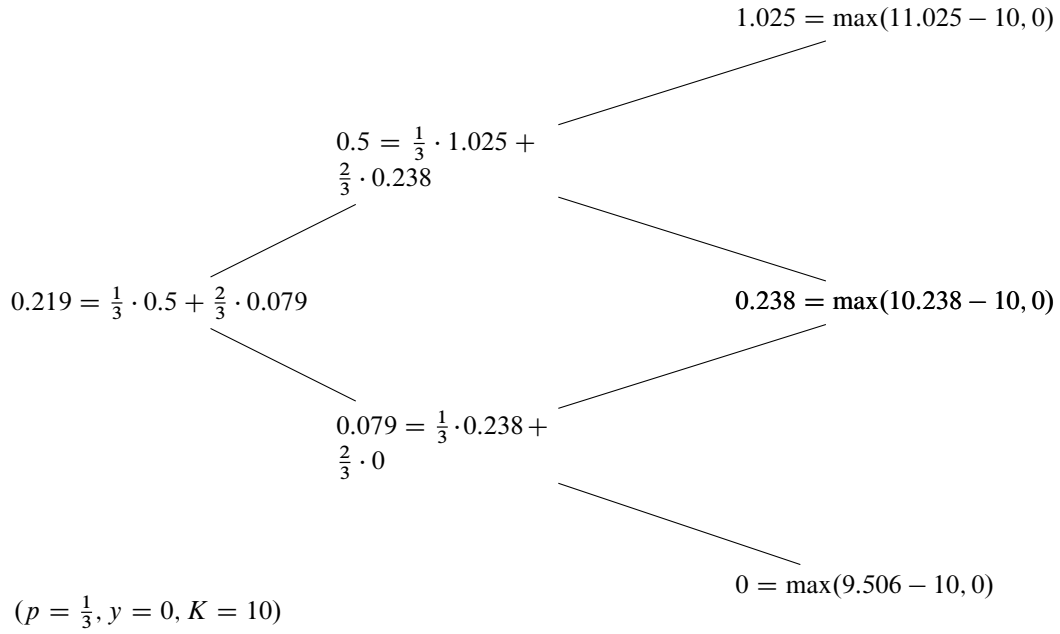 1.025 = max(11.025 − 10, 0)
0.5 = 1/3 · 1.025 +
2/3 · 0.238
0.219 = 1/3 · 0.5 + 2/3 · 0.079
0.238 = max(10.238 − 10, 0)
0.079 = 1/3 · 0.238 +
2/3 · 0
0 = max(9.506 − 10, 0)
(p = 1/3, y = 0, K = 10)